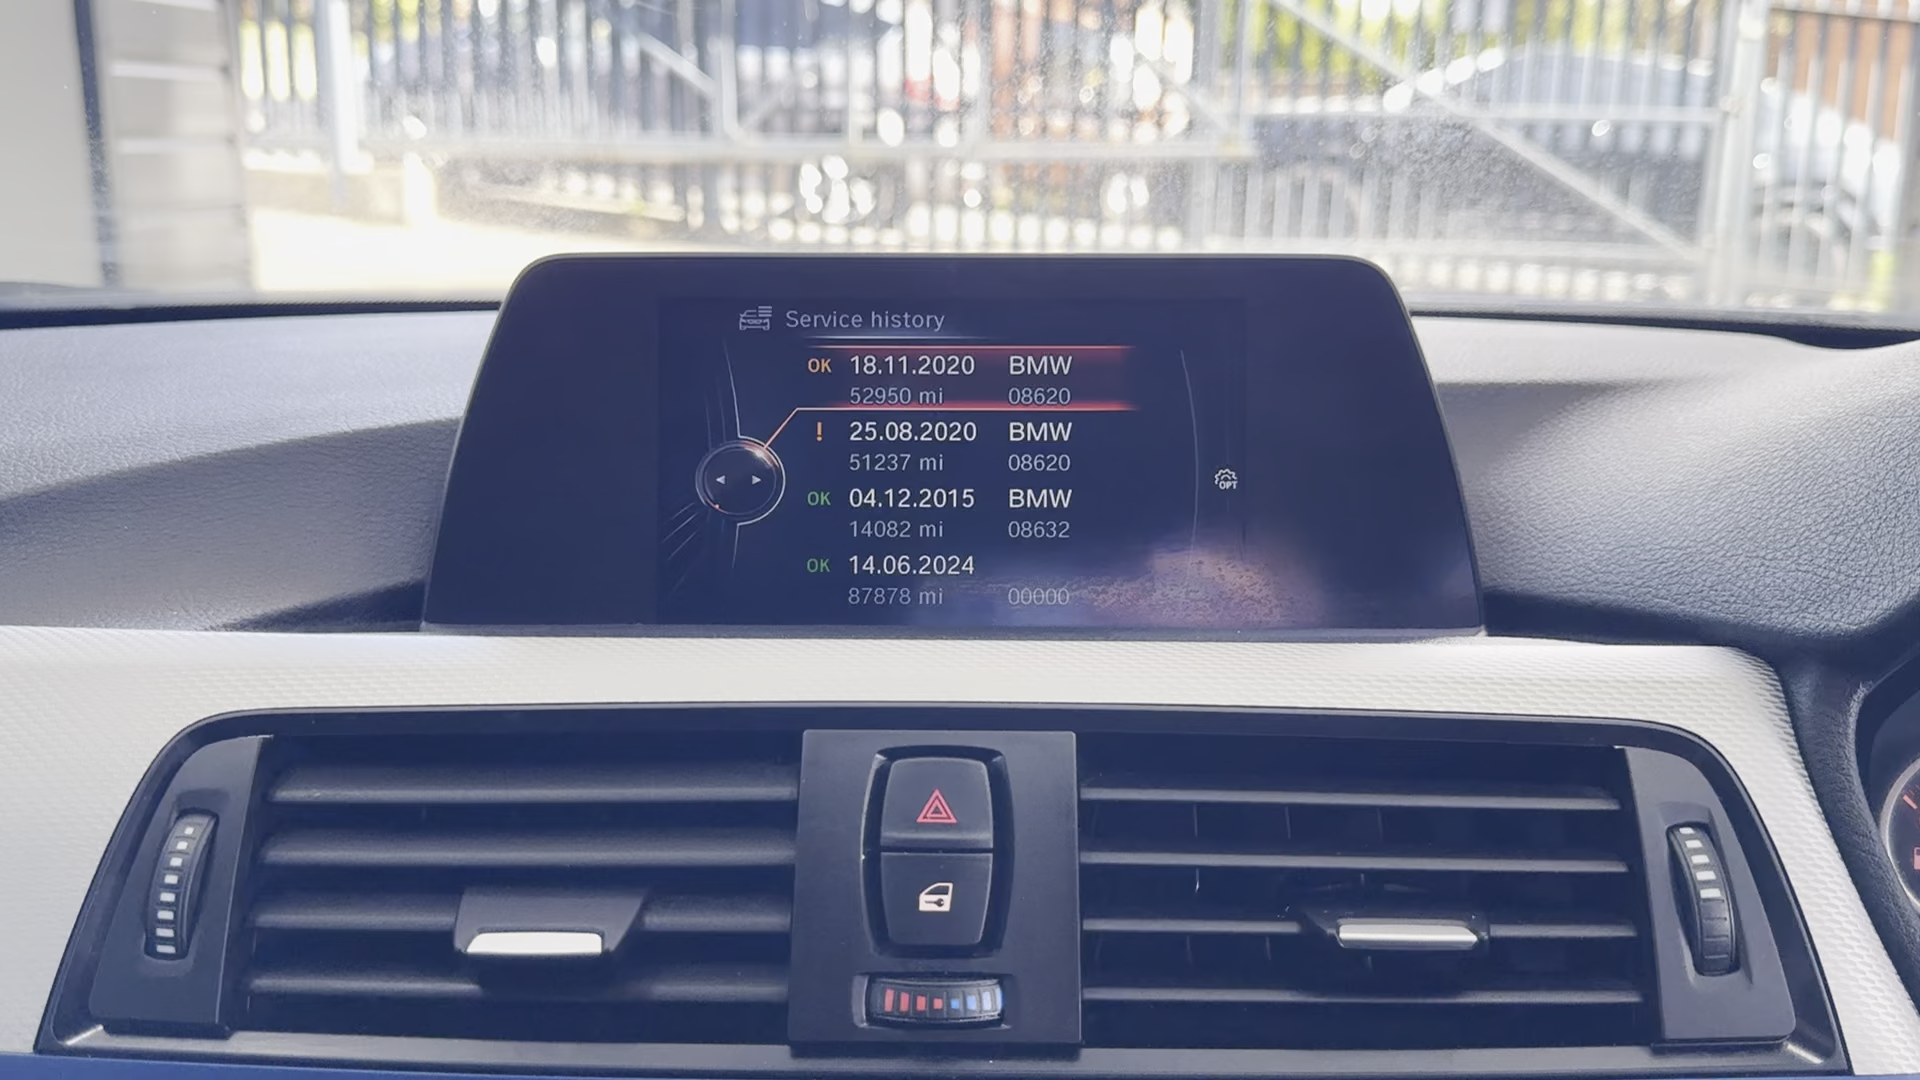 Service history
OK 18.11.2020 BMW
52950 mi 08620
! 25.08.2020 BMW
51237 mi 08620
OK 04.12.2015 BMW
14082 mi 08632
OK 14.06.2024
87878 mi 00000
OPT